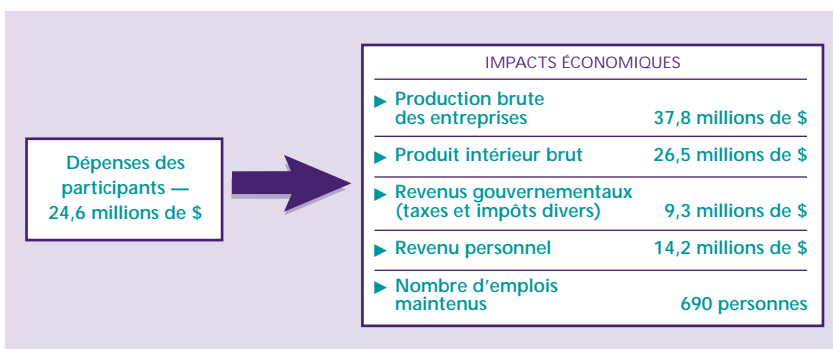 Dépenses des
participants —
24,6 millions de $
IMPACTS ÉCONOMIQUES
▶ Production brute
des entreprises 37,8 millions de $
▶ Produit intérieur brut 26,5 millions de $
▶ Revenus gouvernementaux
(taxes et impôts divers) 9,3 millions de $
▶ Revenu personnel 14,2 millions de $
▶ Nombre d'emplois
maintenus 690 personnes